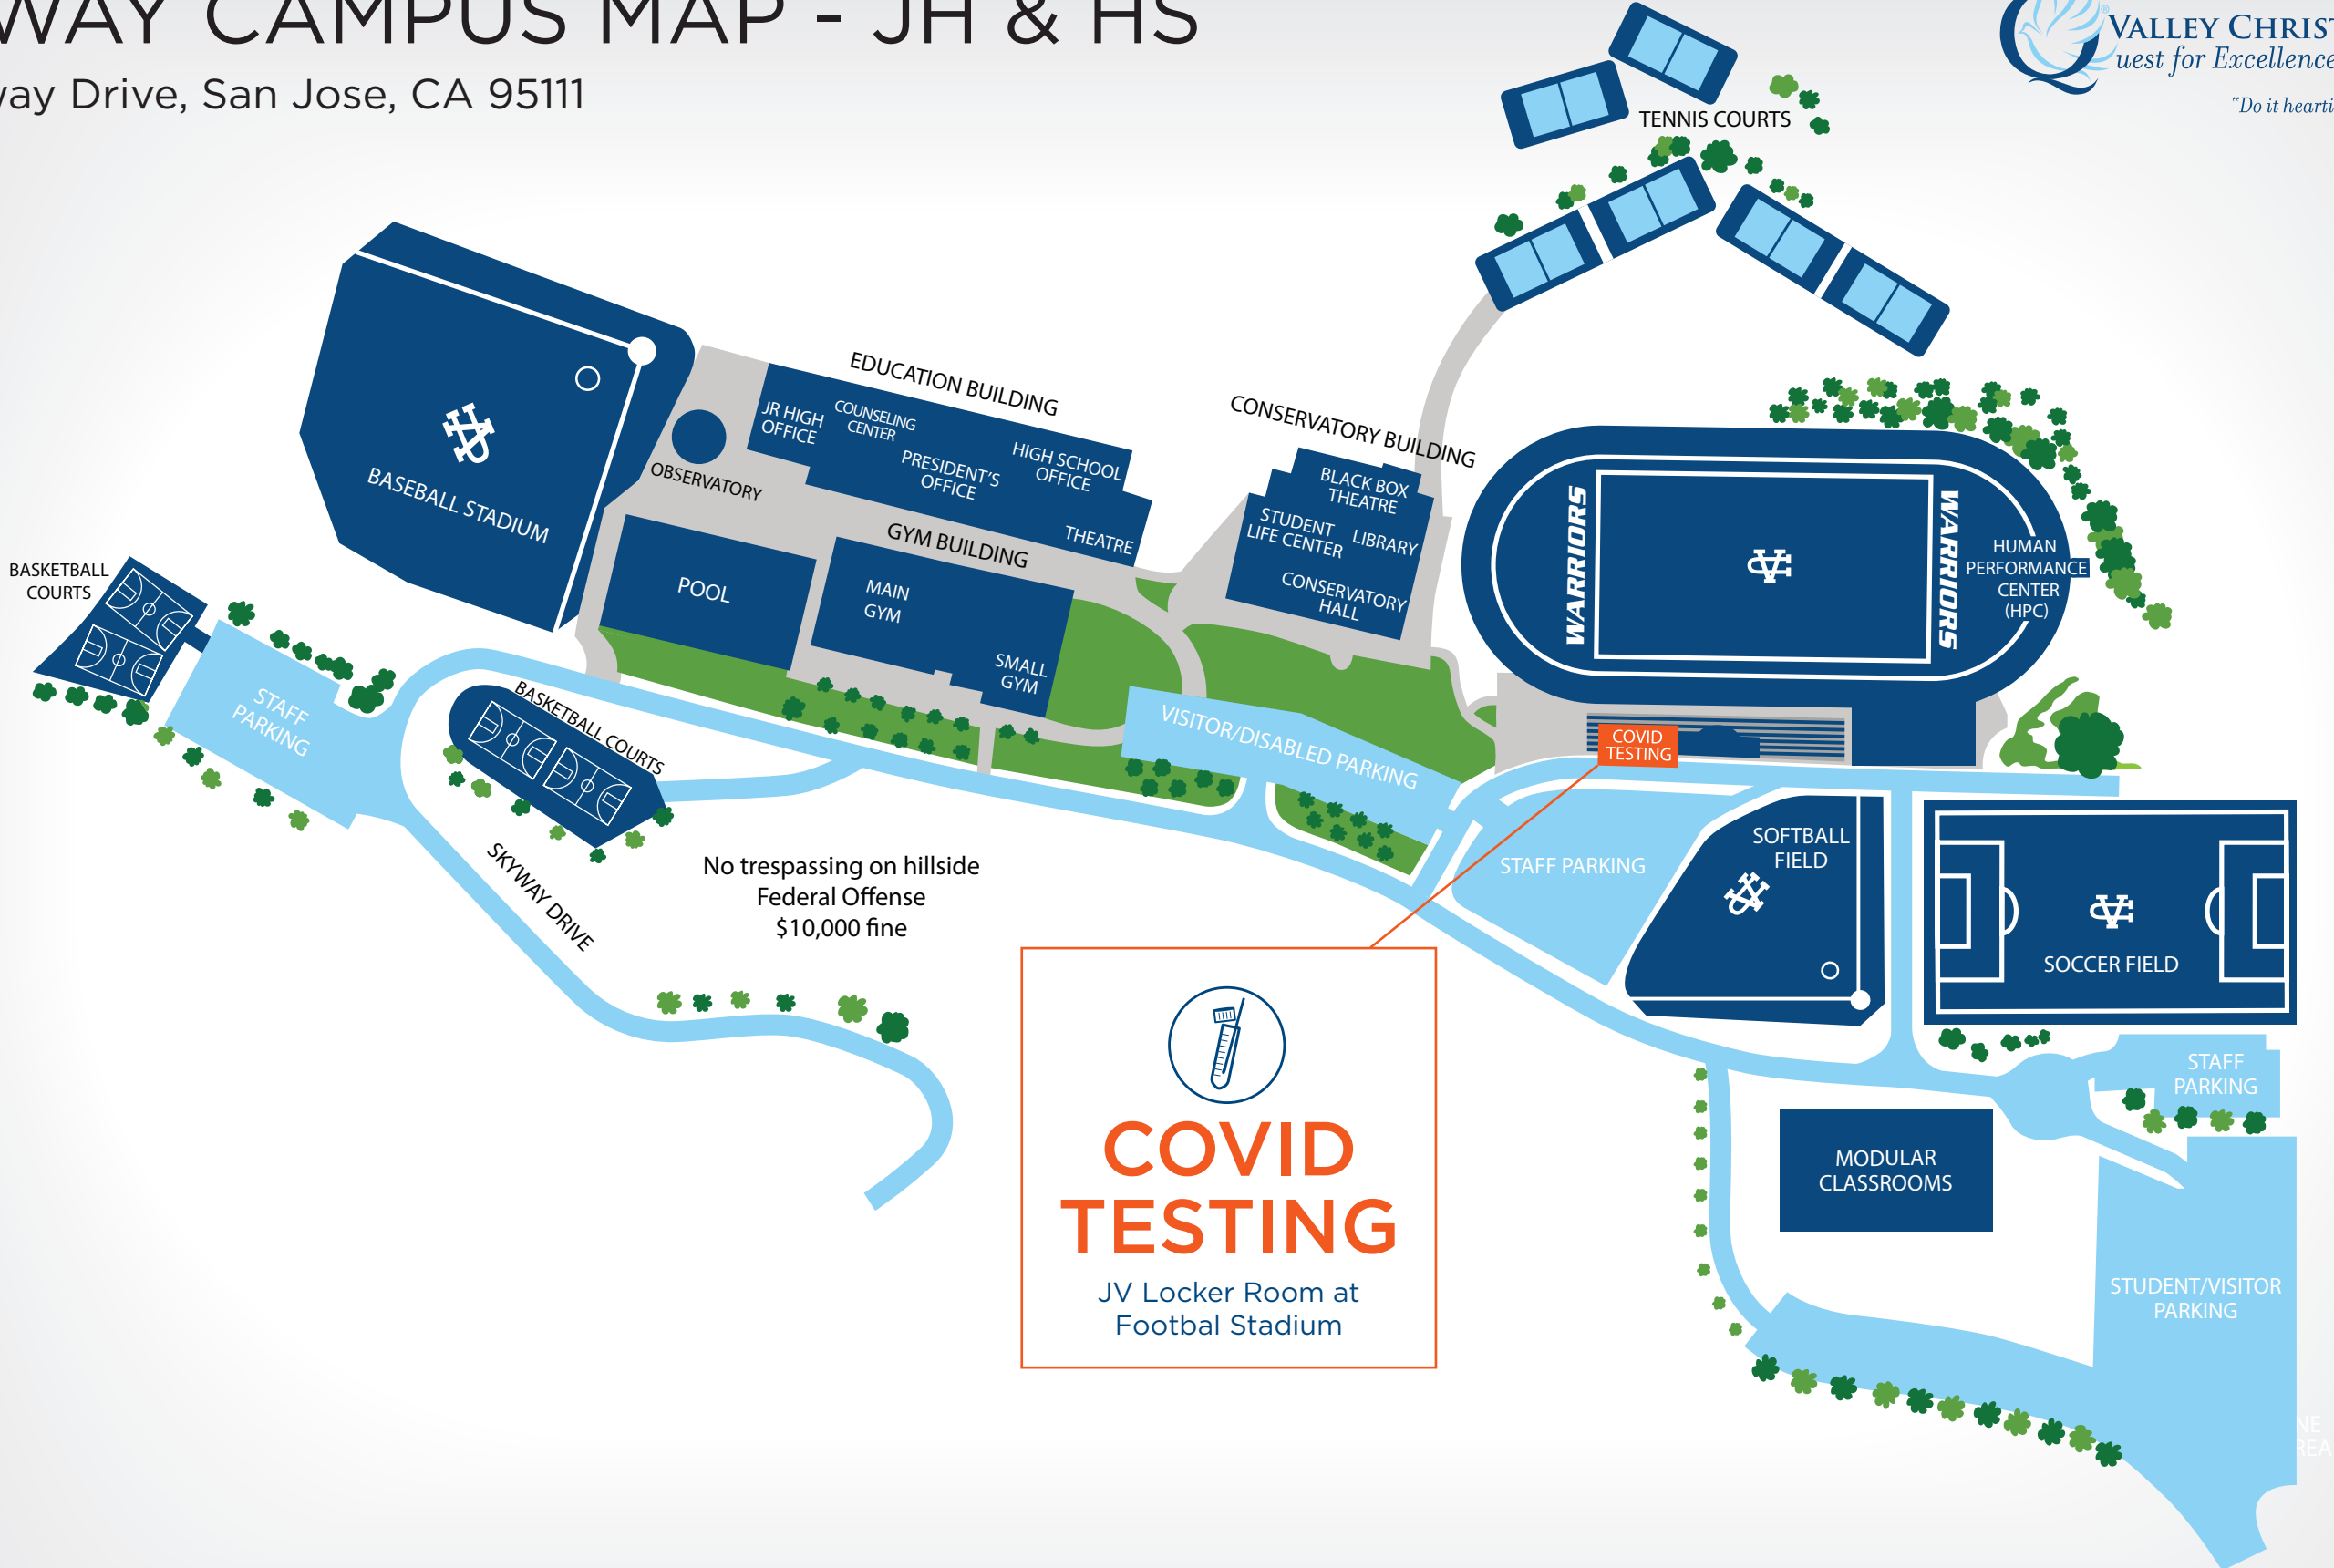 WAY CAMPUS MAP - JH & HS
way Drive, San Jose, CA 95111
VALLEY CHRIST
Quest for Excellence
"Do it hearti
TENNIS COURTS
EDUCATION BUILDING
JR HIGH
OFFICE
COUNSELING
CENTER
PRESIDENT'S
OFFICE
HIGH SCHOOL
OFFICE
THEATRE
OBSERVATORY
BASEBALL STADIUM
CONSERVATORY BUILDING
BLACK BOX
THEATRE
STUDENT
LIFE CENTER
LIBRARY
CONSERVATORY
HALL
WARRIORS
WARRIORS
HUMAN
PERFORMANCE
CENTER
(HPC)
GYM BUILDING
POOL
MAIN
GYM
SMALL
GYM
BASKETBALL
COURTS
STAFF
PARKING
BASKETBALL COURTS
VISITOR/DISABLED PARKING
COVID
TESTING
STAFF PARKING
SOFTBALL
FIELD
SOCCER FIELD
SKYWAY DRIVE
No trespassing on hillside
Federal Offense
$10,000 fine
COVID
TESTING
JV Locker Room at
Footbal Stadium
STAFF
PARKING
MODULAR
CLASSROOMS
STUDENT/VISITOR
PARKING
NE
REA